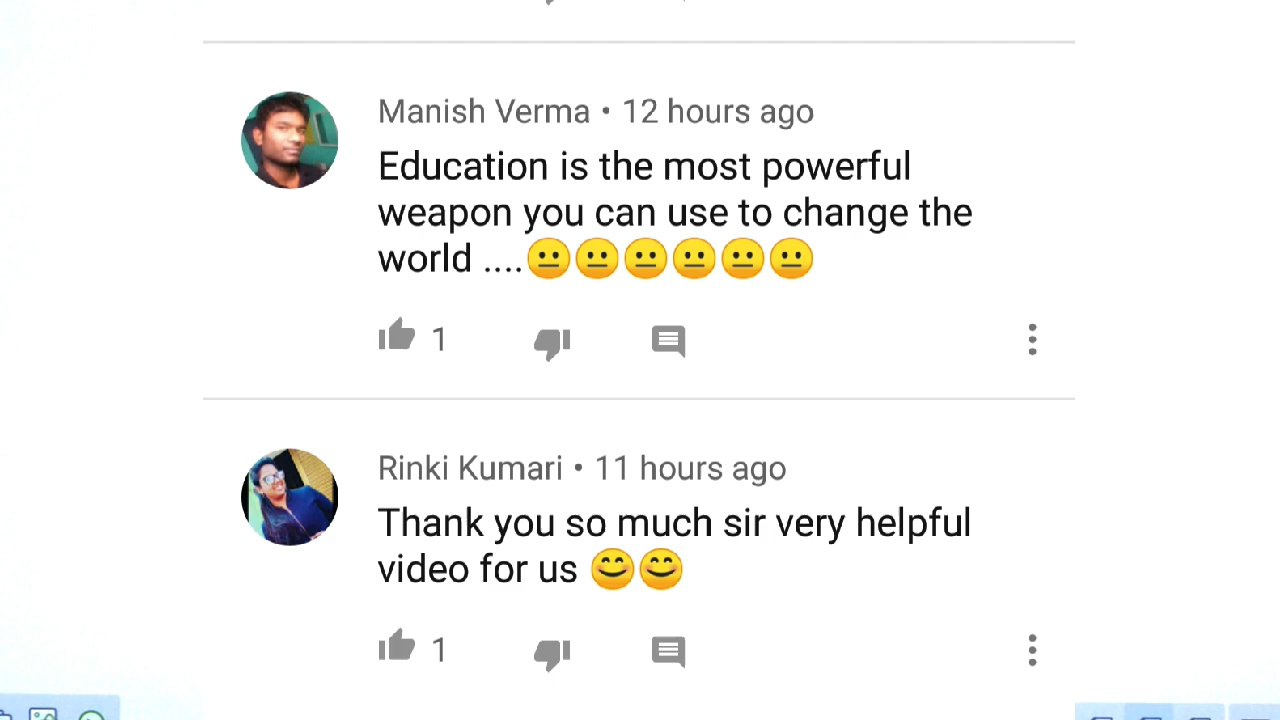 Manish Verma • 12 hours ago
Education is the most powerful
weapon you can use to change the
world ....😐😐😐😐😐😐
1
Rinki Kumari • 11 hours ago
Thank you so much sir very helpful
video for us 😊😊
1